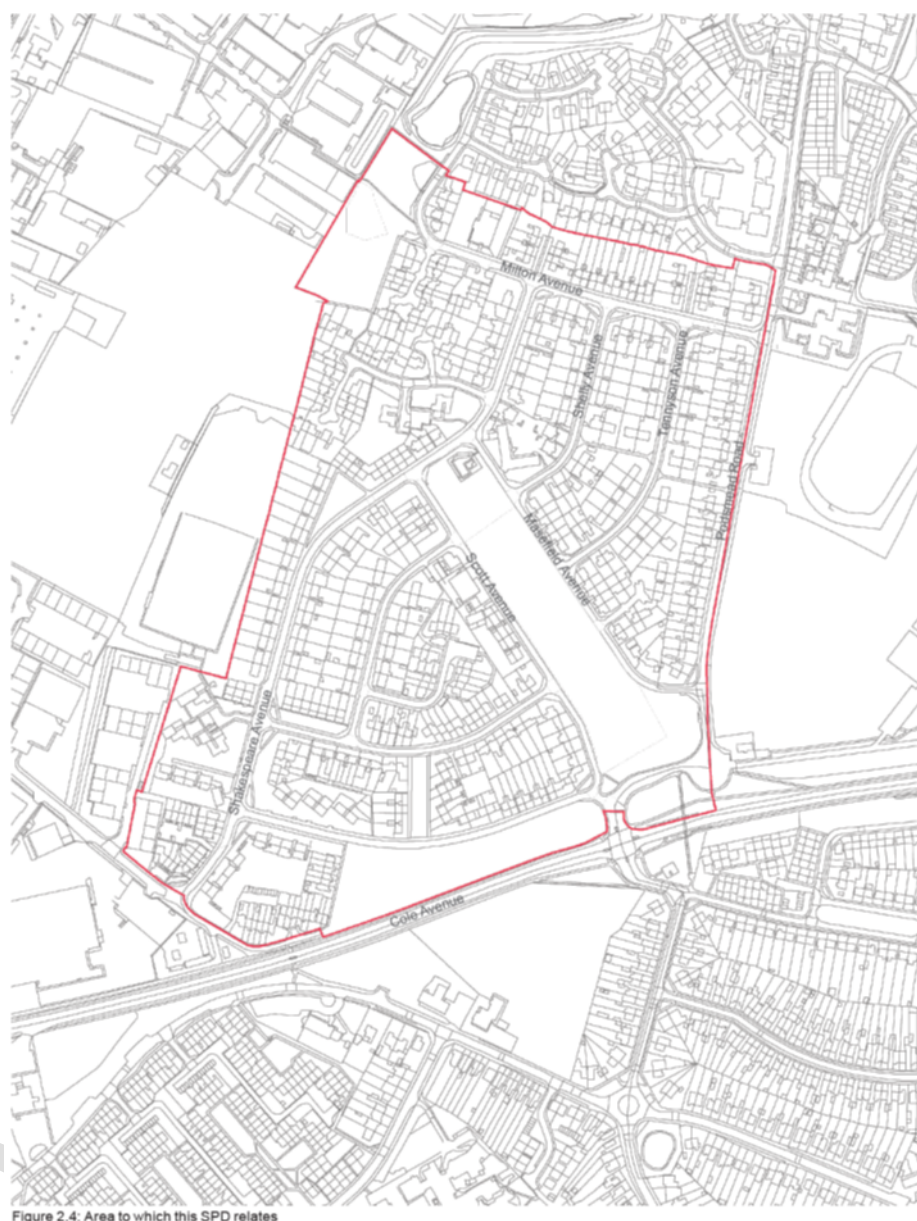 Milton Avenue
Shelly Avenue
Tennyson Avenue
Podsmead Road
Masefield Avenue
Scott Avenue
Shakespeare Avenue
Cole Avenue
Figure 2.4: Area to which this SPD relates